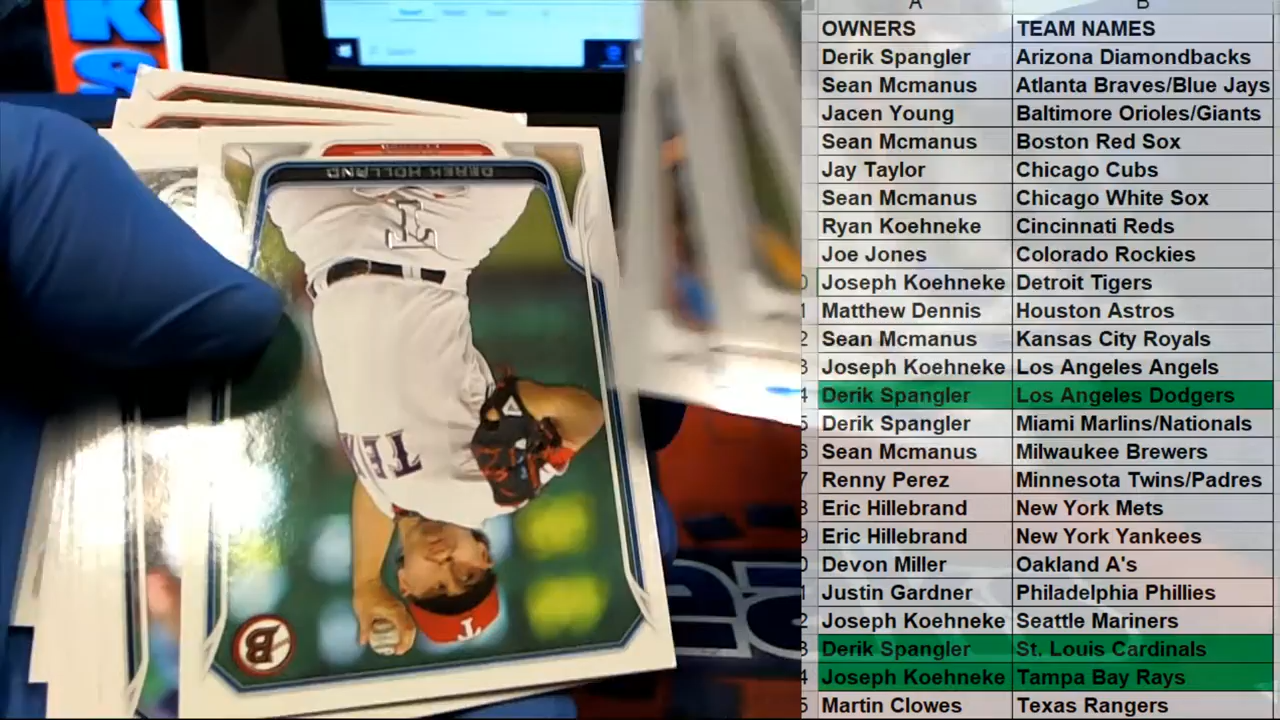 KS
DEREK HOLLAND
T
TEX
T
B
A B
OWNERS TEAM NAMES
Derik Spangler Arizona Diamondbacks
Sean Mcmanus Atlanta Braves/Blue Jays
Jacen Young Baltimore Orioles/Giants
Sean Mcmanus Boston Red Sox
Jay Taylor Chicago Cubs
Sean Mcmanus Chicago White Sox
Ryan Koehneke Cincinnati Reds
Joe Jones Colorado Rockies
Joseph Koehneke Detroit Tigers
Matthew Dennis Houston Astros
Sean Mcmanus Kansas City Royals
Joseph Koehneke Los Angeles Angels
Derik Spangler Los Angeles Dodgers
Derik Spangler Miami Marlins/Nationals
Sean Mcmanus Milwaukee Brewers
Renny Perez Minnesota Twins/Padres
Eric Hillebrand New York Mets
Eric Hillebrand New York Yankees
Devon Miller Oakland A's
Justin Gardner Philadelphia Phillies
Joseph Koehneke Seattle Mariners
Derik Spangler St. Louis Cardinals
Joseph Koehneke Tampa Bay Rays
Martin Clowes Texas Rangers